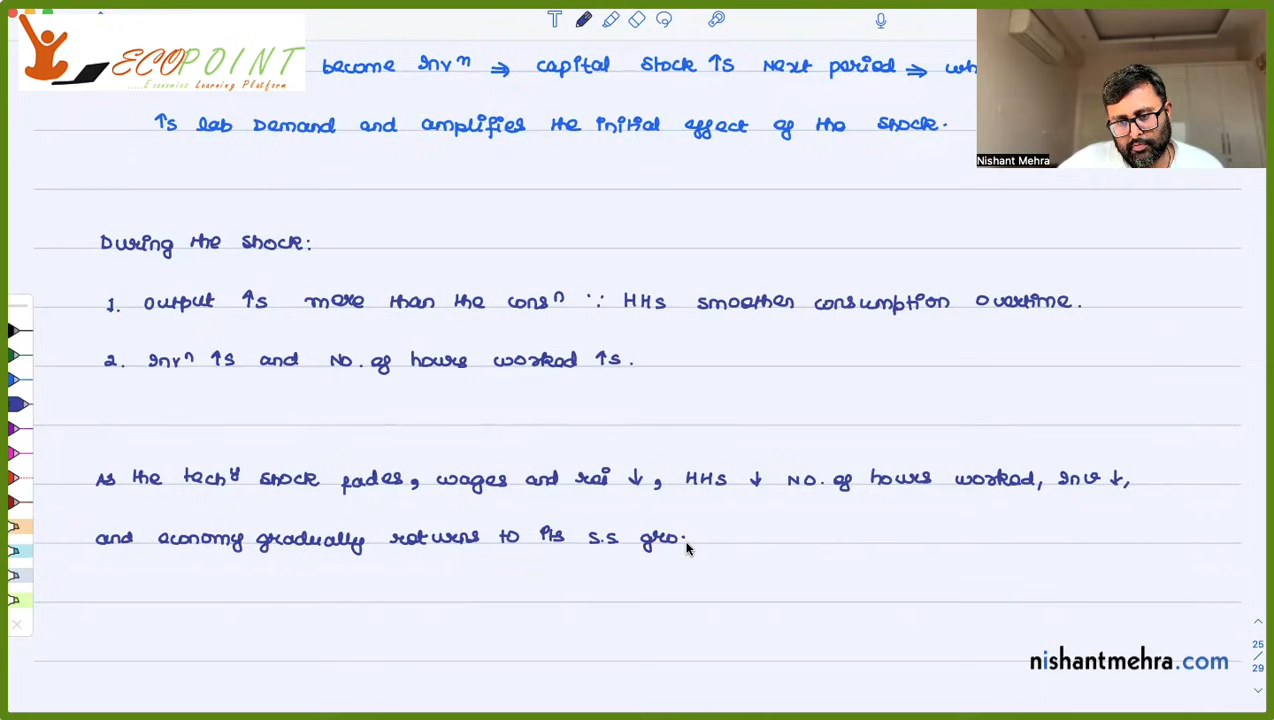 ECOPOINT
.....Economics Learning Platform
become Invⁿ ⇒ capital stock ↑s next period ⇒ wh
↑s lab Demand and amplifies the initial effect of the shock.
Nishant Mehra
During the shock:
1. output ↑s more than the consⁿ ∵ HHs smoothen consumption overtime.
2. Invⁿ ↑s and No. of hours worked ↑s.
As the techʸ shock fades, wages and roi ↓, HHs ↓ No. of hours worked, Inv ↓,
and economy gradually returns to its s.s gro
nishantmehra.com
25
/
29